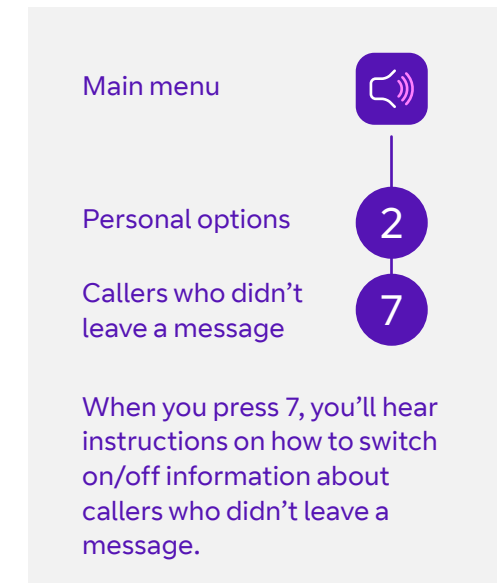 Main menu
Personal options
2
Callers who didn’t
leave a message
7
When you press 7, you’ll hear
instructions on how to switch
on/off information about
callers who didn’t leave a
message.